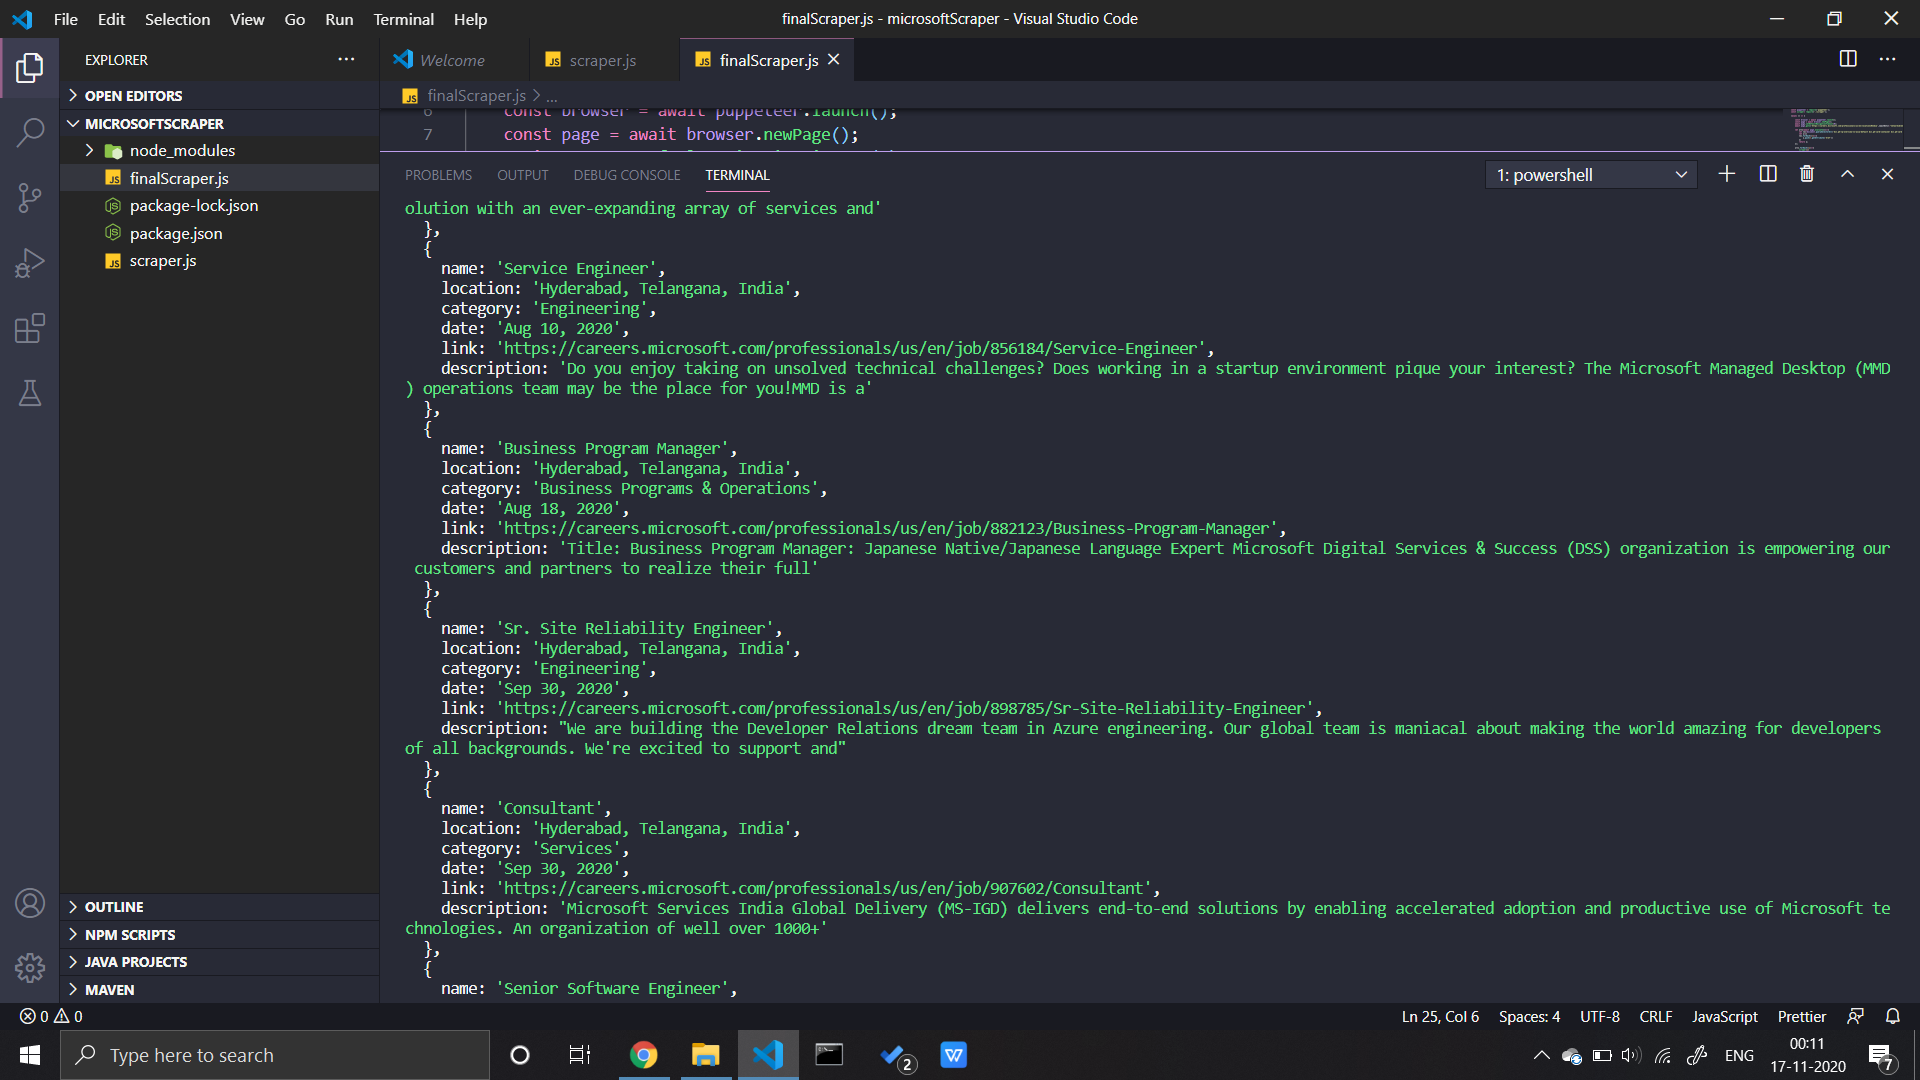 File Edit Selection View Go Run Terminal Help
finalScraper.js - microsoftScraper - Visual Studio Code
EXPLORER
Welcome
JS scraper.js
JS finalScraper.js
OPEN EDITORS
MICROSOFTSCRAPER
node_modules
JS finalScraper.js
package-lock.json
package.json
JS scraper.js
OUTLINE
NPM SCRIPTS
JAVA PROJECTS
MAVEN
JS finalScraper.js > ...
6 const browser = await puppeteer.launch();
7 const page = await browser.newPage();
PROBLEMS OUTPUT DEBUG CONSOLE TERMINAL
1: powershell
olution with an ever-expanding array of services and'
},
{
name: 'Service Engineer',
location: 'Hyderabad, Telangana, India',
category: 'Engineering',
date: 'Aug 10, 2020',
link: 'https://careers.microsoft.com/professionals/us/en/job/856184/Service-Engineer',
description: 'Do you enjoy taking on unsolved technical challenges? Does working in a startup environment pique your interest? The Microsoft Managed Desktop (MMD
) operations team may be the place for you!MMD is a'
},
{
name: 'Business Program Manager',
location: 'Hyderabad, Telangana, India',
category: 'Business Programs & Operations',
date: 'Aug 18, 2020',
link: 'https://careers.microsoft.com/professionals/us/en/job/882123/Business-Program-Manager',
description: 'Title: Business Program Manager: Japanese Native/Japanese Language Expert Microsoft Digital Services & Success (DSS) organization is empowering our
customers and partners to realize their full'
},
{
name: 'Sr. Site Reliability Engineer',
location: 'Hyderabad, Telangana, India',
category: 'Engineering',
date: 'Sep 30, 2020',
link: 'https://careers.microsoft.com/professionals/us/en/job/898785/Sr-Site-Reliability-Engineer',
description: "We are building the Developer Relations dream team in Azure engineering. Our global team is maniacal about making the world amazing for developers
of all backgrounds. We're excited to support and"
},
{
name: 'Consultant',
location: 'Hyderabad, Telangana, India',
category: 'Services',
date: 'Sep 30, 2020',
link: 'https://careers.microsoft.com/professionals/us/en/job/907602/Consultant',
description: 'Microsoft Services India Global Delivery (MS-IGD) delivers end-to-end solutions by enabling accelerated adoption and productive use of Microsoft te
chnologies. An organization of well over 1000+'
},
{
name: 'Senior Software Engineer',
0 0
Ln 25, Col 6 Spaces: 4 UTF-8 CRLF JavaScript Prettier
Type here to search
2
W
ENG
00:11
17-11-2020
7